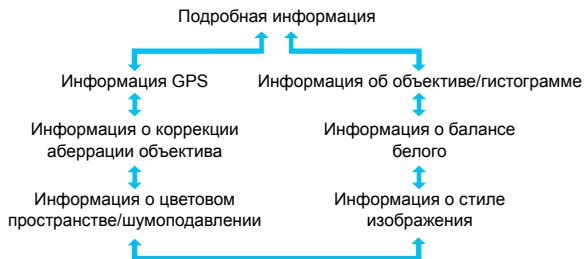 Подробная информация
Информация GPS
Информация об объективе/гистограмме
Информация о коррекции
аберрации объектива
Информация о балансе
белого
Информация о цветовом
пространстве/шумоподавлении
Информация о стиле
изображения